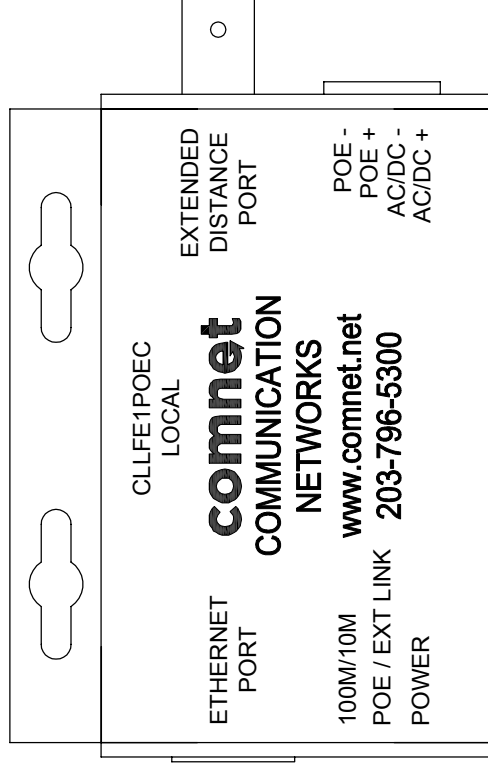 CLLFE1POEC
LOCAL
ETHERNET
PORT
comnet
COMMUNICATION
NETWORKS
EXTENDED
DISTANCE
PORT
100M/10M
POE / EXT LINK
POWER
www.comnet.net
203-796-5300
POE -
POE +
AC/DC -
AC/DC +